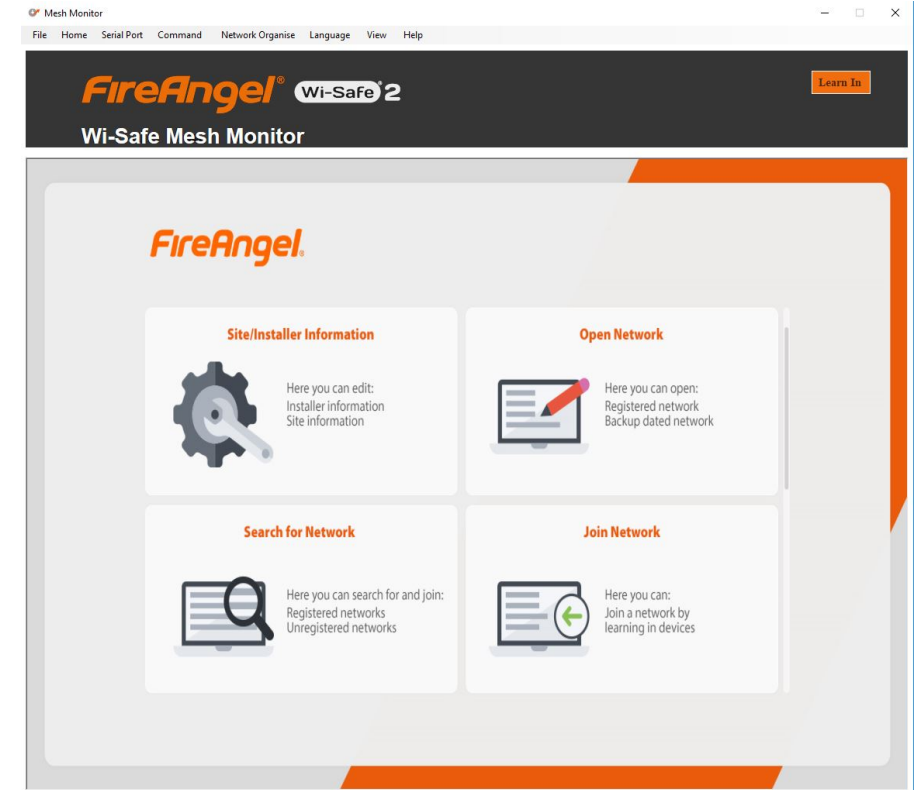 Mesh Monitor
File Home Serial Port Command Network Organise Language View Help
FireAngel® Wi-Safe 2
Learn In
Wi-Safe Mesh Monitor
FireAngel®
Site/Installer Information
Here you can edit:
Installer information
Site information
Open Network
Here you can open:
Registered network
Backup dated network
Search for Network
Here you can search for and join:
Registered networks
Unregistered networks
Join Network
Here you can:
Join a network by
learning in devices